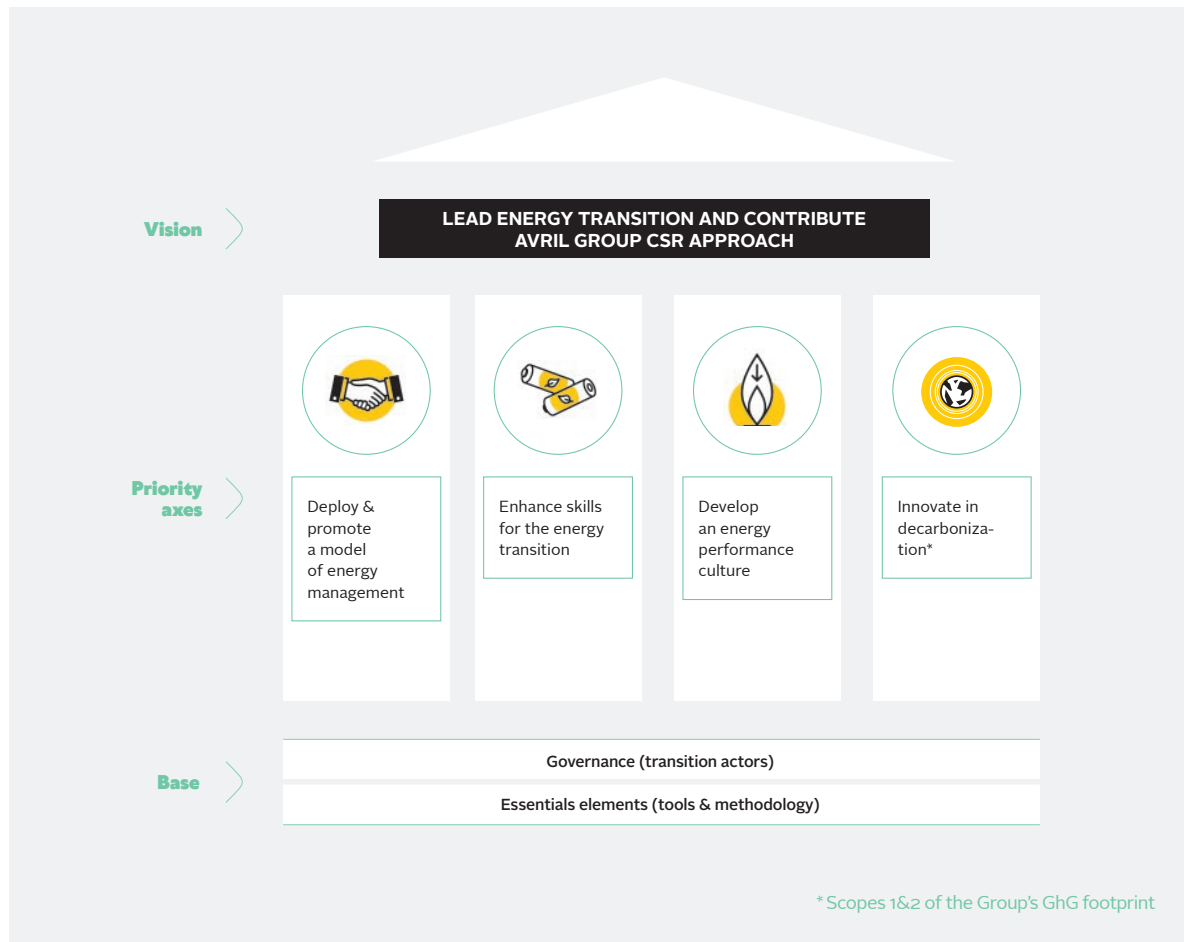 Vision
LEAD ENERGY TRANSITION AND CONTRIBUTE
AVRIL GROUP CSR APPROACH
Priority
axes
Deploy &
promote
a model
of energy
management
Enhance skills
for the energy
transition
Develop
an energy
performance
culture
Innovate in
decarboniza-
tion*
Base
Governance (transition actors)
Essentials elements (tools & methodology)
* Scopes 1&2 of the Group's GhG footprint